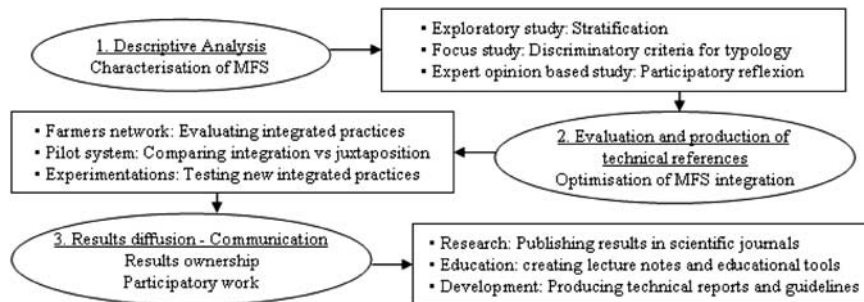 1. Descriptive Analysis
Characterisation of MFS
▪ Exploratory study: Stratification
▪ Focus study: Discriminatory criteria for typology
▪ Expert opinion based study: Participatory reflexion
▪ Farmers network: Evaluating integrated practices
▪ Pilot system: Comparing integration vs juxtaposition
▪ Experimentations: Testing new integrated practices
2. Evaluation and production of
technical references
Optimisation of MFS integration
3. Results diffusion - Communication
Results ownership
Participatory work
▪ Research: Publishing results in scientific journals
▪ Education: creating lecture notes and educational tools
▪ Development: Producing technical reports and guidelines